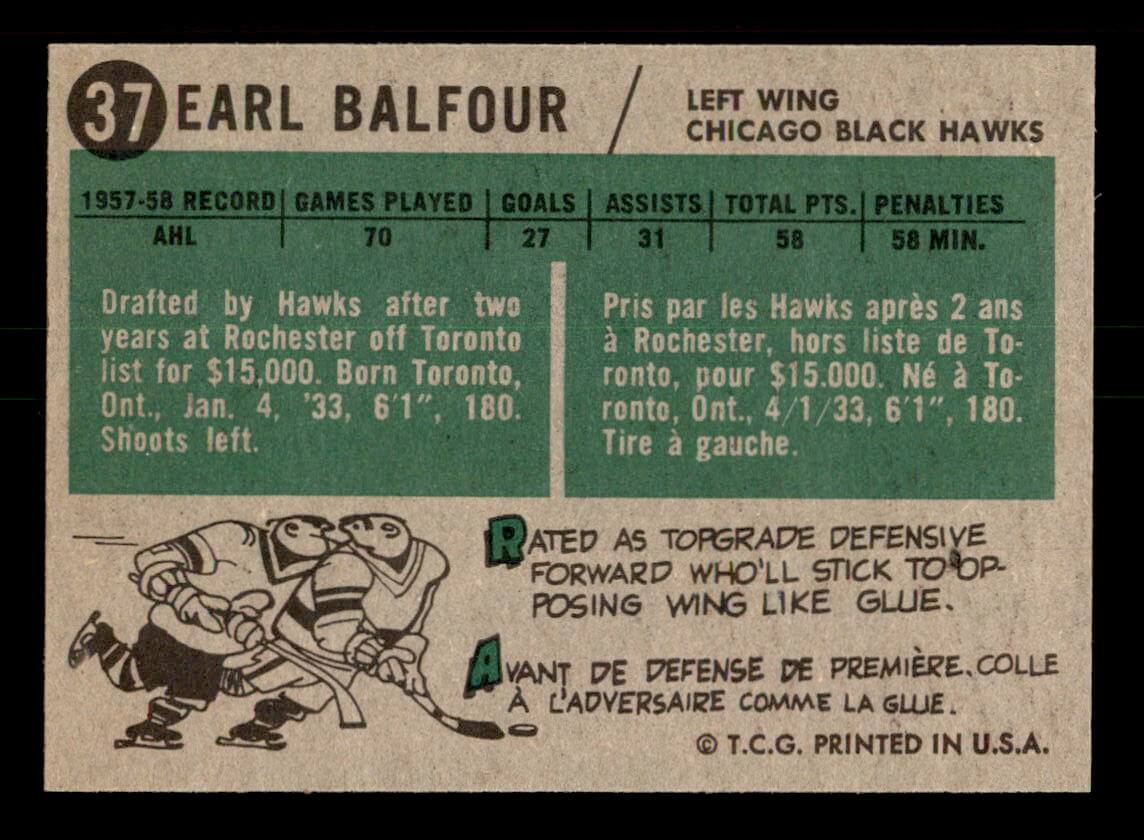 37 EARL BALFOUR
LEFT WING
CHICAGO BLACK HAWKS
1957-58 RECORD GAMES PLAYED GOALS ASSISTS TOTAL PTS. PENALTIES
AHL 70 27 31 58 58 MIN.
Drafted by Hawks after two
years at Rochester off Toronto
list for $15,000. Born Toronto,
Ont., Jan. 4, '33, 6'1", 180.
Shoots left.
Pris par les Hawks après 2 ans
à Rochester, hors liste de To-
ronto, pour $15.000. Né à To-
ronto, Ont., 4/1/33, 6'1", 180.
Tire à gauche.
RATED AS TOPGRADE DEFENSIVE
FORWARD WHO'LL STICK TO OP-
POSING WING LIKE GLUE.
AVANT DE DEFENSE DE PREMIÈRE. COLLE
À L'ADVERSAIRE COMME LA GLUE.
© T.C.G. PRINTED IN U.S.A.